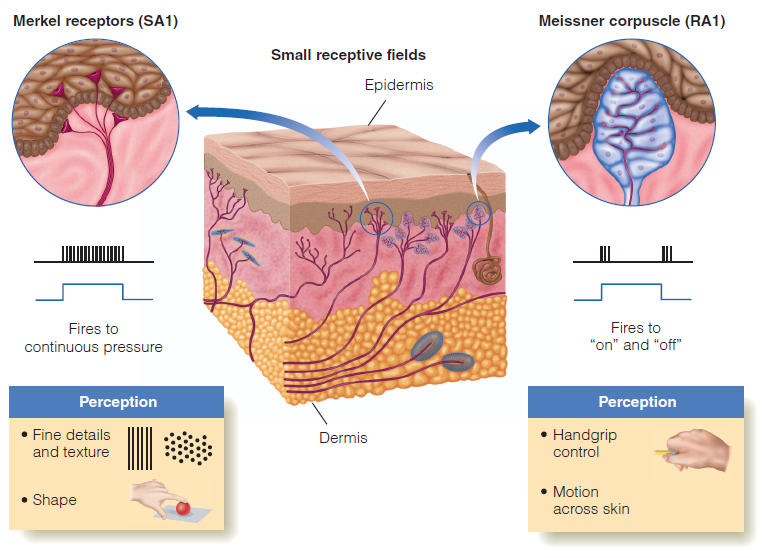 Merkel receptors (SA1)
Meissner corpuscle (RA1)
Small receptive fields
Epidermis
Fires to
continuous pressure
Fires to
“on” and “off”
Dermis
Perception
• Fine details
and texture
• Shape
Perception
• Handgrip
control
• Motion
across skin